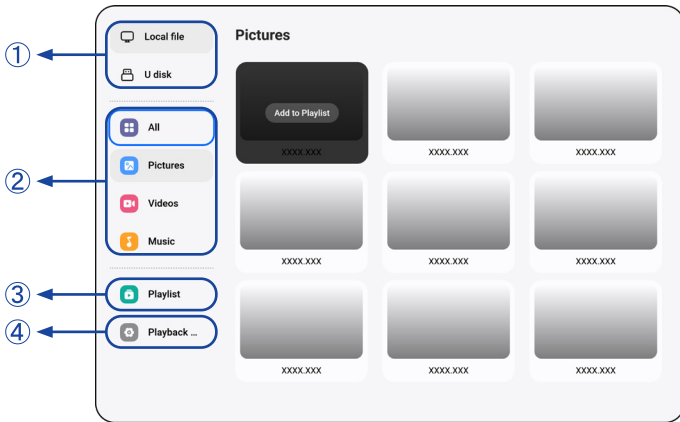 ① Local file
U disk
② All
Pictures
Videos
Music
③ Playlist
④ Playback ...
Pictures
Add to Playlist
XXXX.XXX
XXXX.XXX
XXXX.XXX
XXXX.XXX
XXXX.XXX
XXXX.XXX
XXXX.XXX
XXXX.XXX
XXXX.XXX